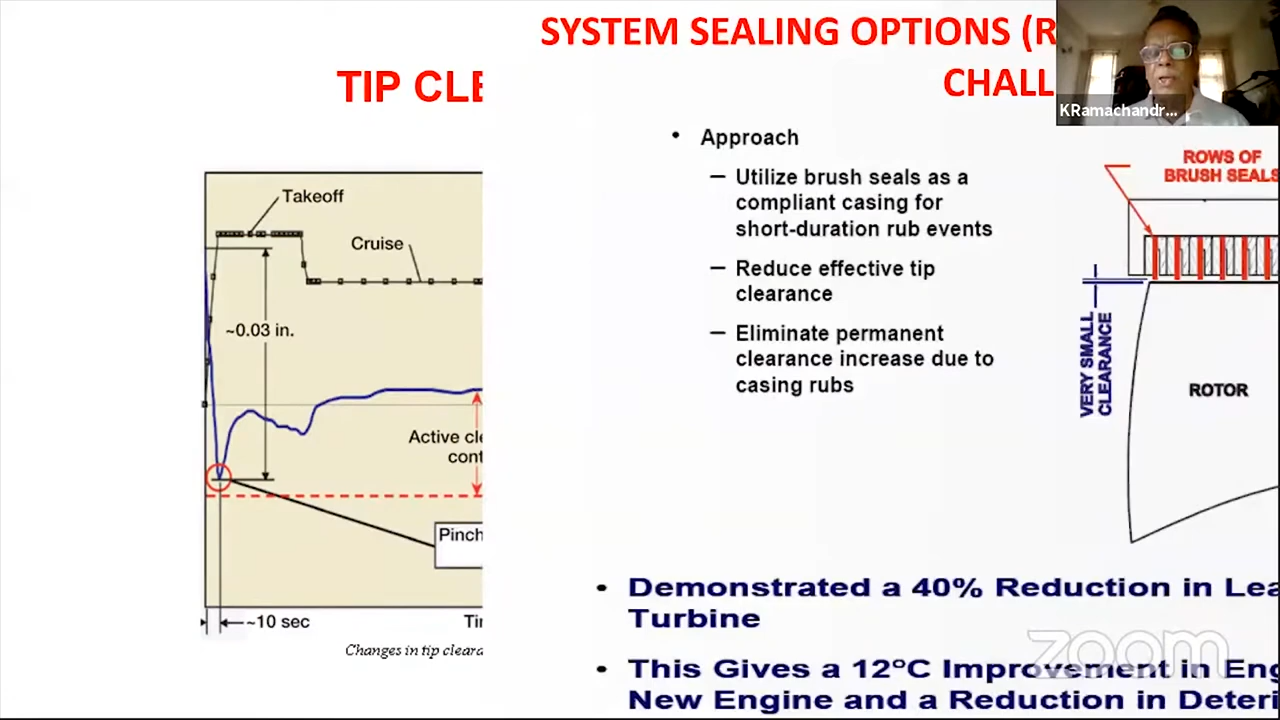 SYSTEM SEALING OPTIONS (R
CHALL
TIP CLE
KRamachandr...
Takeoff
Cruise
~0.03 in.
Active cle
cont
Pinch
~10 sec
Tir
Changes in tip cleara
• Approach
– Utilize brush seals as a
compliant casing for
short-duration rub events
– Reduce effective tip
clearance
– Eliminate permanent
clearance increase due to
casing rubs
ROWS OF
BRUSH SEALS
VERY SMALL
CLEARANCE
ROTOR
• Demonstrated a 40% Reduction in Lea
Turbine
• This Gives a 12°C Improvement in Eng
New Engine and a Reduction in Deteri
zoom